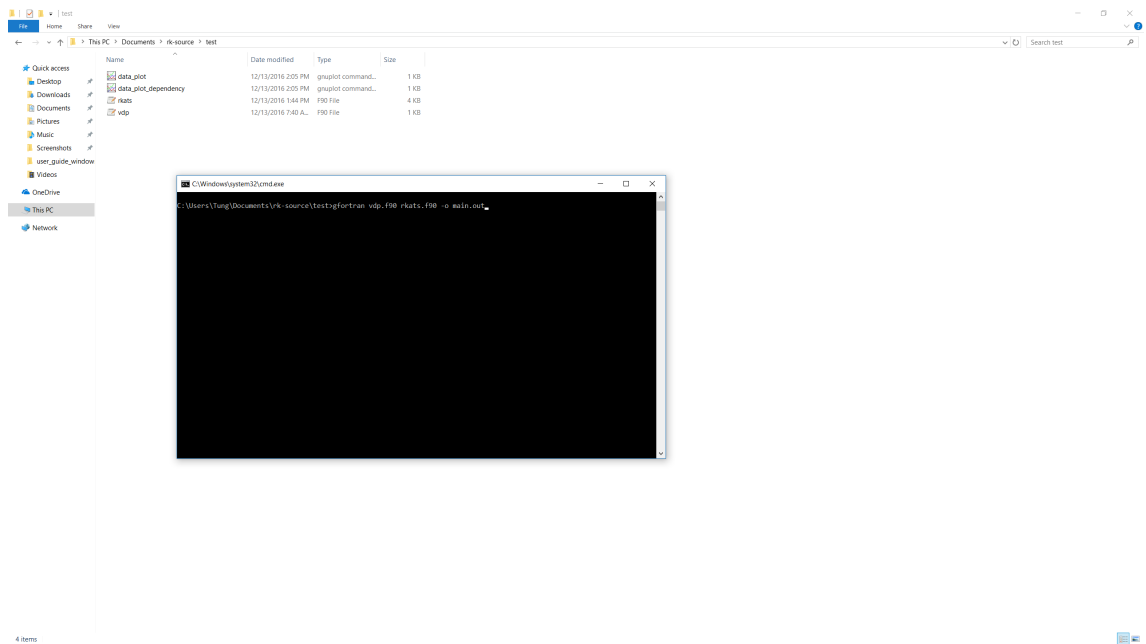 test
File Home Share View
This PC > Documents > rk-source > test
Search test
Name Date modified Type Size
data_plot 12/13/2016 2:05 PM gnuplot command... 1 KB
data_plot_dependency 12/13/2016 2:05 PM gnuplot command... 1 KB
rkats 12/13/2016 1:44 PM F90 File 4 KB
vdp 12/13/2016 7:40 A... F90 File 1 KB
Quick access
Desktop
Downloads
Documents
Pictures
Music
Screenshots
user_guide_window
Videos
OneDrive
This PC
Network
C:\Windows\system32\cmd.exe
C:\Users\Tung\Documents\rk-source\test>gfortran vdp.f90 rkats.f90 -o main.out
4 items